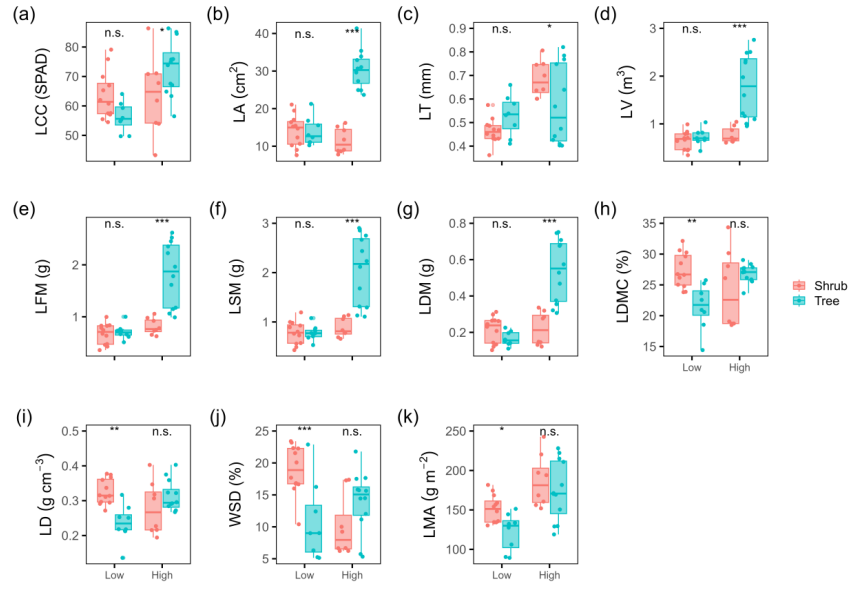 (a) (b) (c) (d)
n.s. * n.s. *** n.s. * n.s. ***
LCC (SPAD)
80
70
60
50
LA (cm²)
40
30
20
10
LT (mm)
0.9
0.8
0.7
0.6
0.5
0.4
LV (m³)
3
2
1
(e) (f) (g) (h)
n.s. *** n.s. *** n.s. *** ** n.s.
LFM (g)
2
1
LSM (g)
3
2
1
LDM (g)
0.8
0.6
0.4
0.2
LDMC (%)
35
30
25
20
15
Low High
Shrub
Tree
(i) (j) (k)
** n.s. *** n.s. * n.s.
LD (g cm⁻³)
0.5
0.4
0.3
0.2
Low High
WSD (%)
25
20
15
10
5
Low High
LMA (g m⁻²)
250
200
150
100
Low High